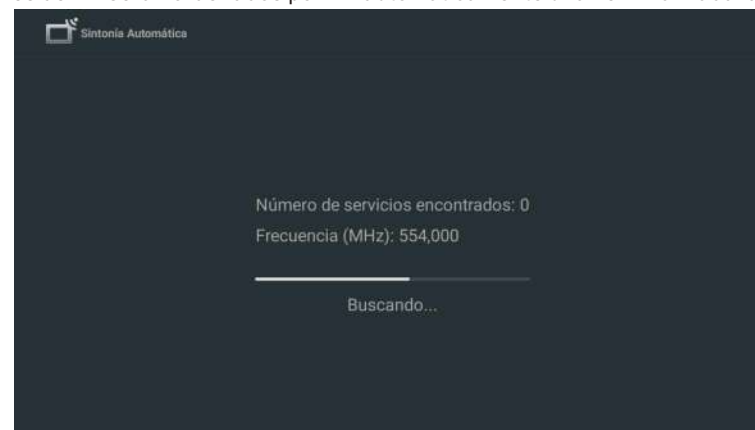 Sintonía Automática
Número de servicios encontrados: 0
Frecuencia (MHz): 554,000
Buscando...